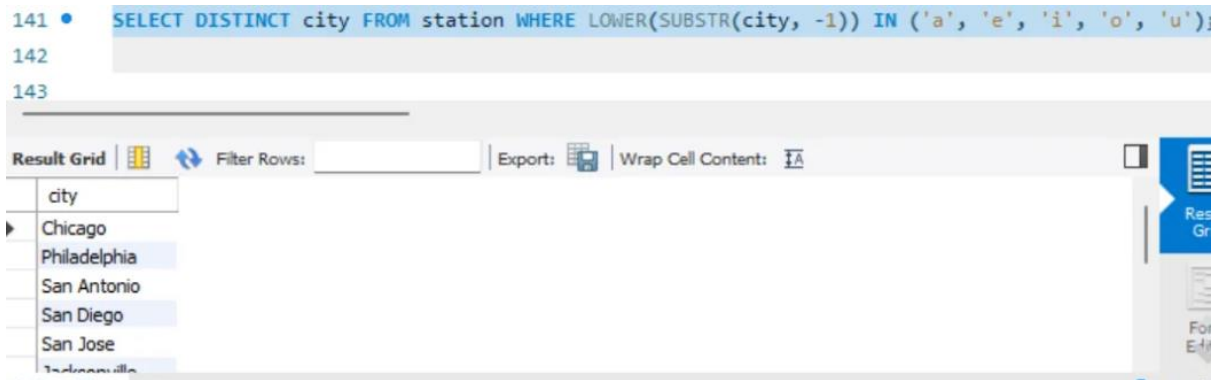 141 SELECT DISTINCT city FROM station WHERE LOWER(SUBSTR(city, -1)) IN ('a', 'e', 'i', 'o', 'u');
142
143
Result Grid Filter Rows: Export: Wrap Cell Content:
city
Chicago
Philadelphia
San Antonio
San Diego
San Jose
Jacksonville